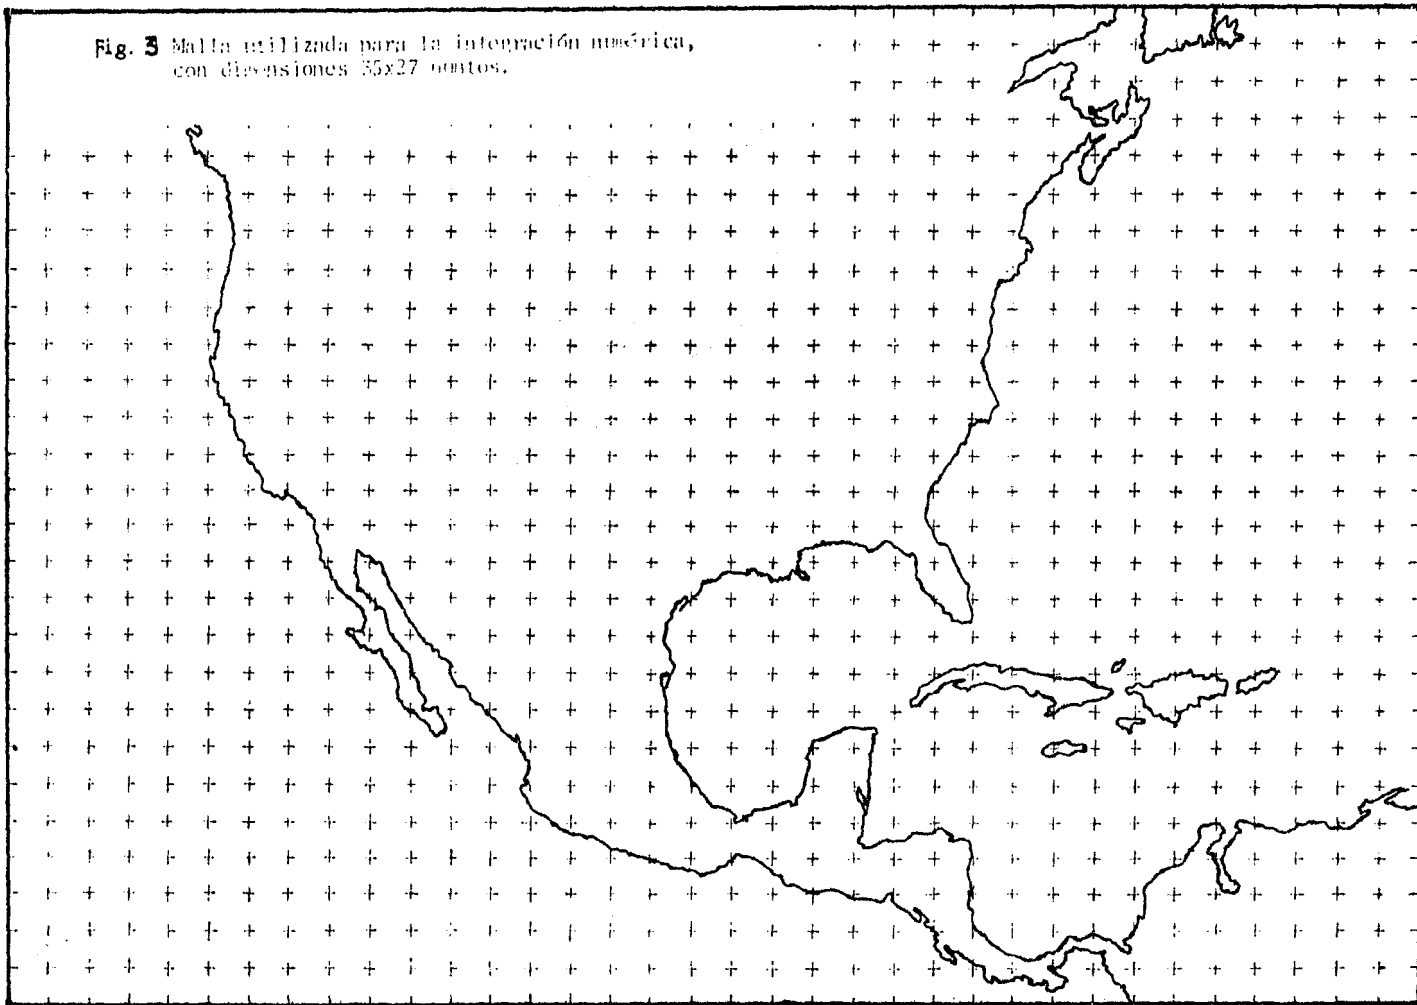 Fig. 3 Malla utilizada para la integración numérica,
con dimensiones 35x27 puntos.